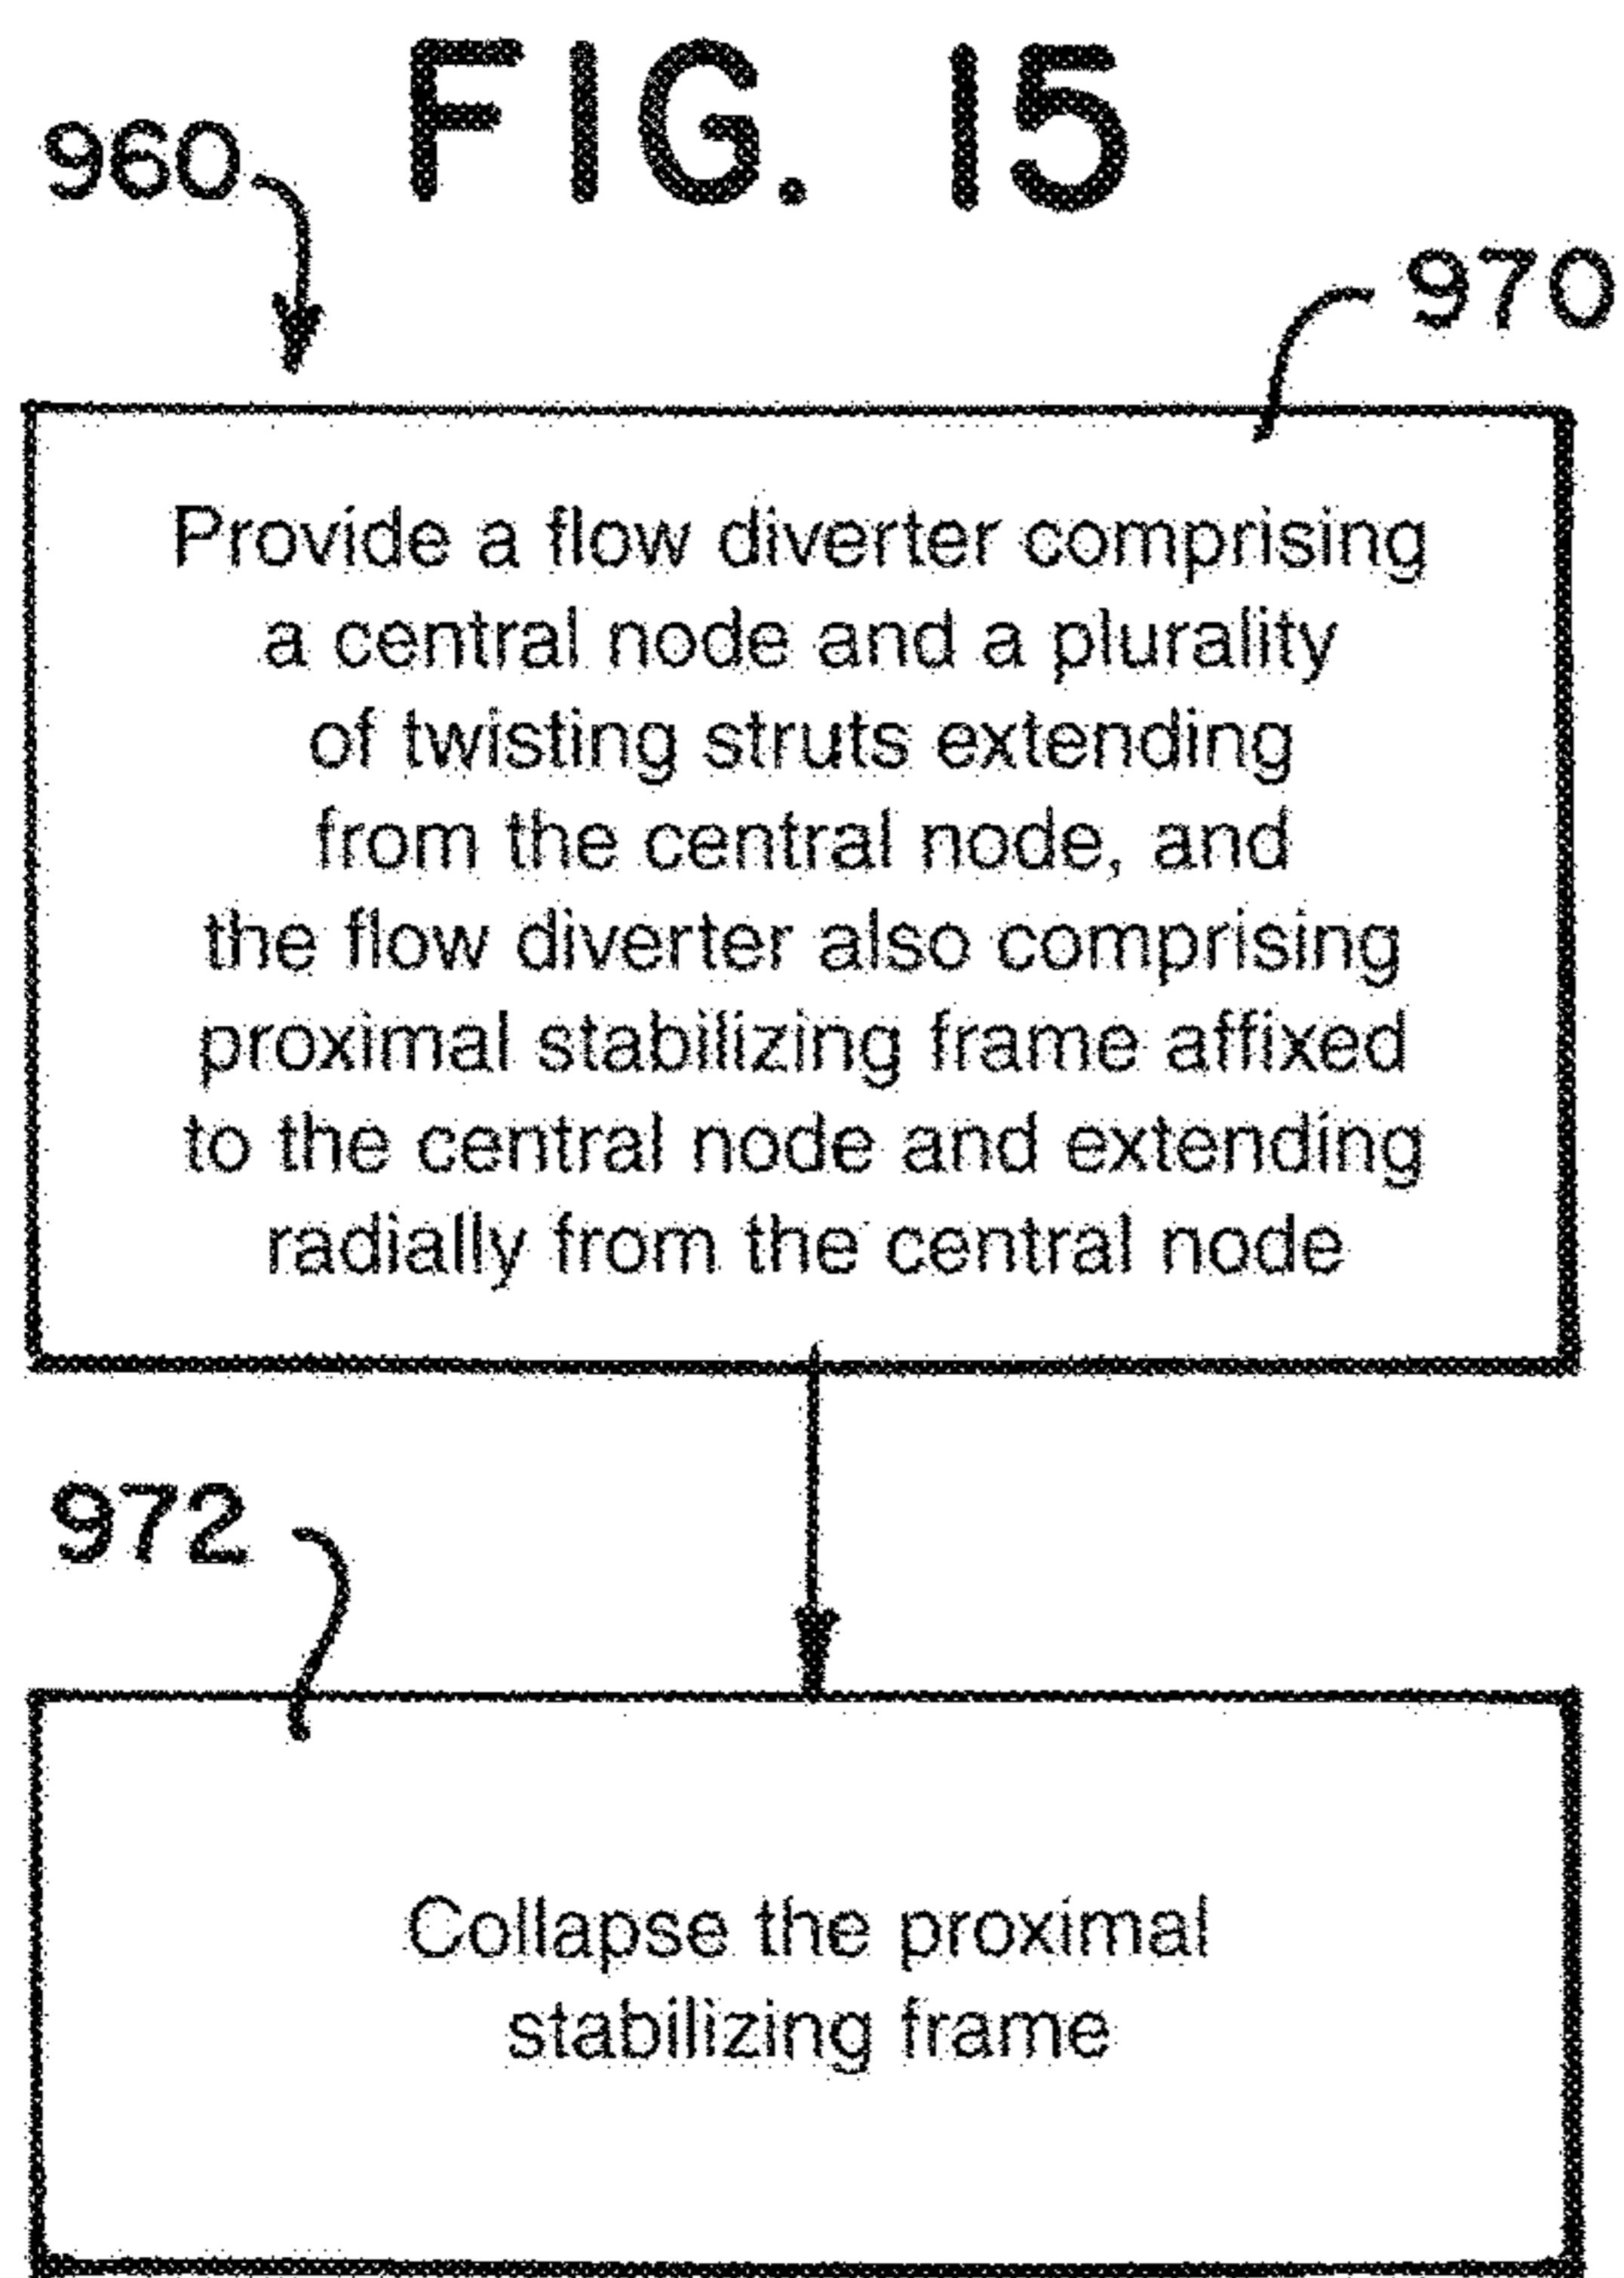 FIG. 15
960
970
Provide a flow diverter comprising
a central node and a plurality
of twisting struts extending
from the central node, and
the flow diverter also comprising
proximal stabilizing frame affixed
to the central node and extending
radially from the central node
972
Collapse the proximal
stabilizing frame